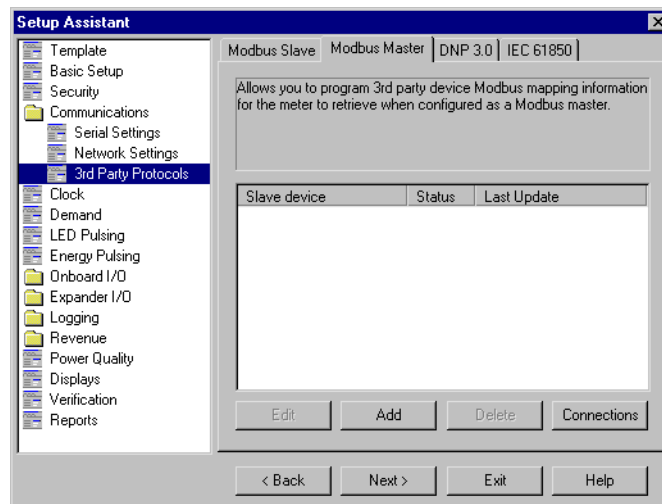 Setup Assistant
Template
Basic Setup
Security
Communications
Serial Settings
Network Settings
3rd Party Protocols
Clock
Demand
LED Pulsing
Energy Pulsing
Onboard I/O
Expander I/O
Logging
Revenue
Power Quality
Displays
Verification
Reports
Modbus Slave Modbus Master DNP 3.0 IEC 61850
Allows you to program 3rd party device Modbus mapping information
for the meter to retrieve when configured as a Modbus master.
Slave device Status Last Update
Edit Add Delete Connections
< Back Next > Exit Help